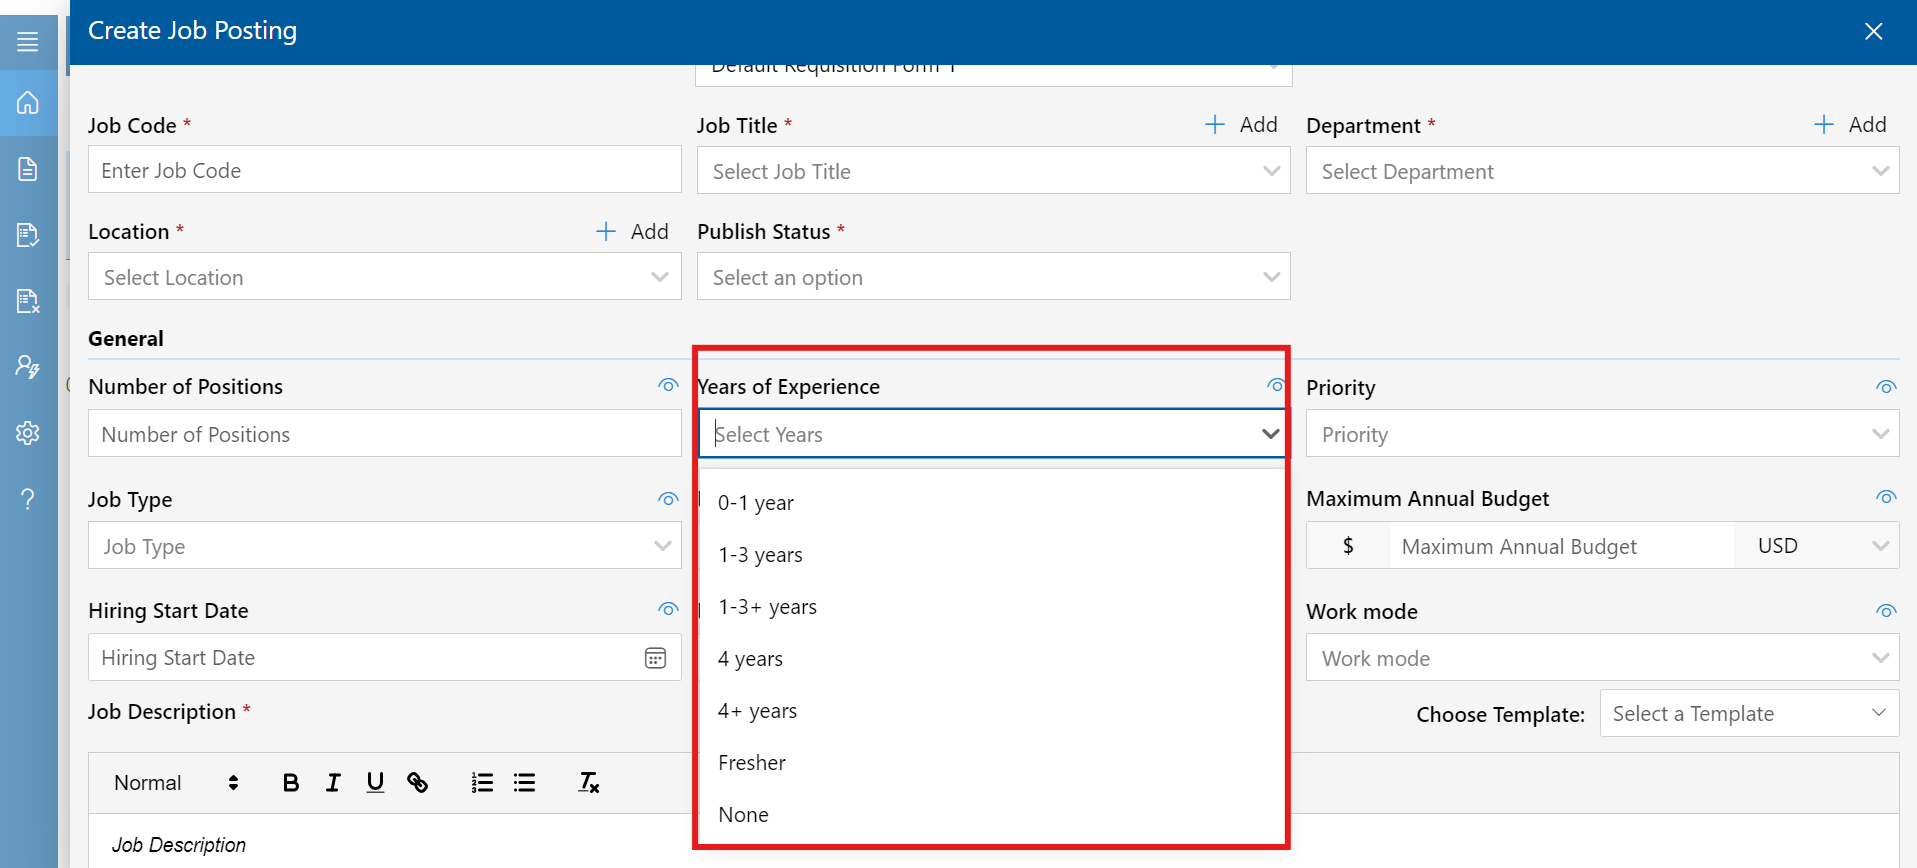 Create Job Posting
Default Requisition Form 1
Job Code *
Job Title *
Add
Department *
Add
Enter Job Code
Select Job Title
Select Department
Location *
Add
Publish Status *
Select Location
Select an option
General
Number of Positions
Years of Experience
Priority
Number of Positions
Select Years
Priority
0-1 year
1-3 years
1-3+ years
4 years
4+ years
Fresher
None
Job Type
Maximum Annual Budget
Job Type
$
Maximum Annual Budget
USD
Hiring Start Date
Work mode
Hiring Start Date
Work mode
Job Description *
Choose Template:
Select a Template
Normal
Job Description